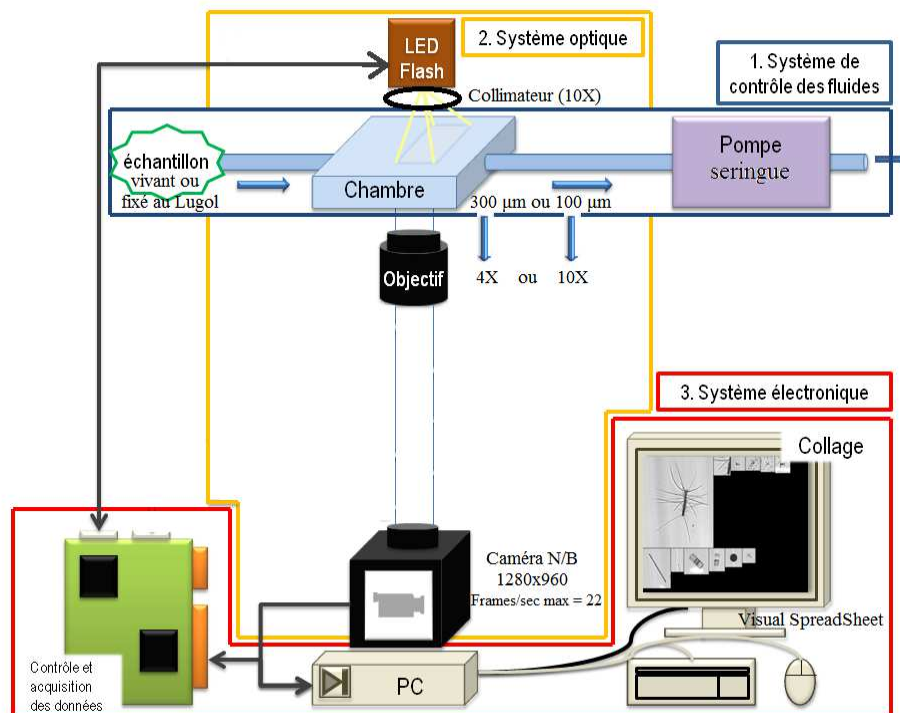 2. Système optique
LED
Flash
1. Système de
contrôle des fluides
Collimateur (10X)
échantillon
vivant ou
fixé au Lugol
Chambre
Pompe
seringue
300 µm ou 100 µm
Objectif
4X ou 10X
3. Système électronique
Collage
Caméra N/B
1280x960
Frames/sec max = 22
Visual SpreadSheet
Contrôle et
acquisition
des données
PC